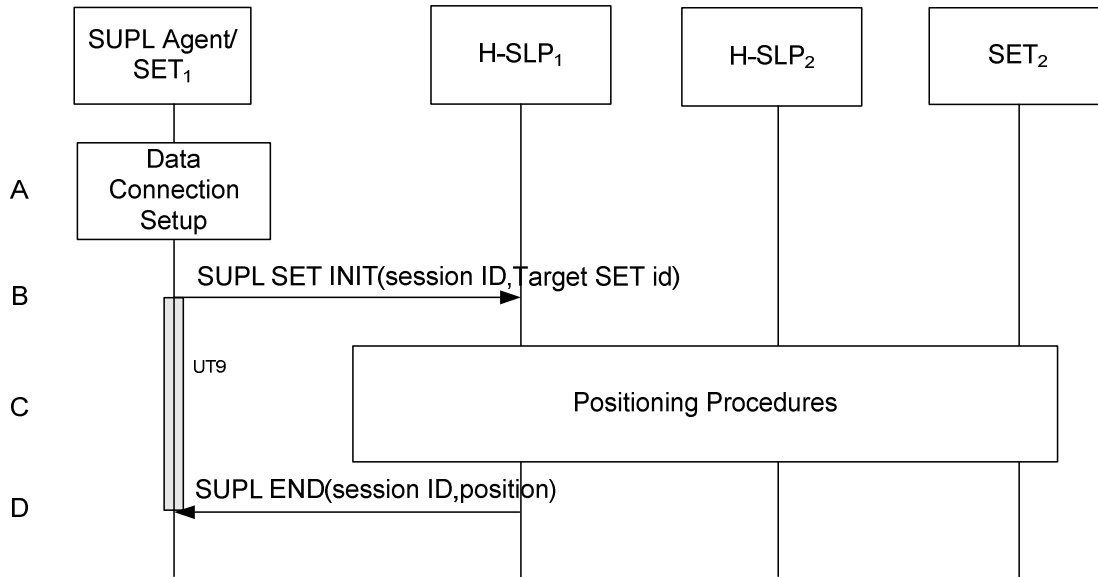 SUPL Agent/
SET₁
H-SLP₁
H-SLP₂
SET₂
A
Data
Connection
Setup
B
SUPL SET INIT(session ID,Target SET id)
UT9
C
Positioning Procedures
D
SUPL END(session ID,position)